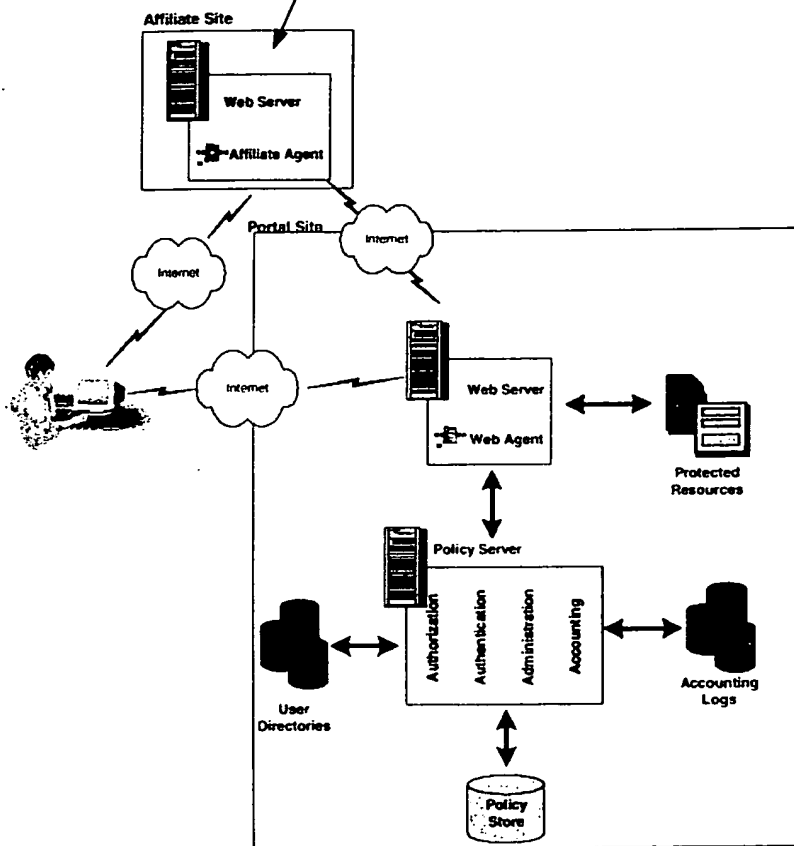 Affiliate Site
Web Server
Affiliate Agent
Portal Site
Internet
Internet
Internet
Web Server
Web Agent
Protected
Resources
Policy Server
Authorization
Authentication
Administration
Accounting
User
Directories
Accounting
Logs
Policy
Store